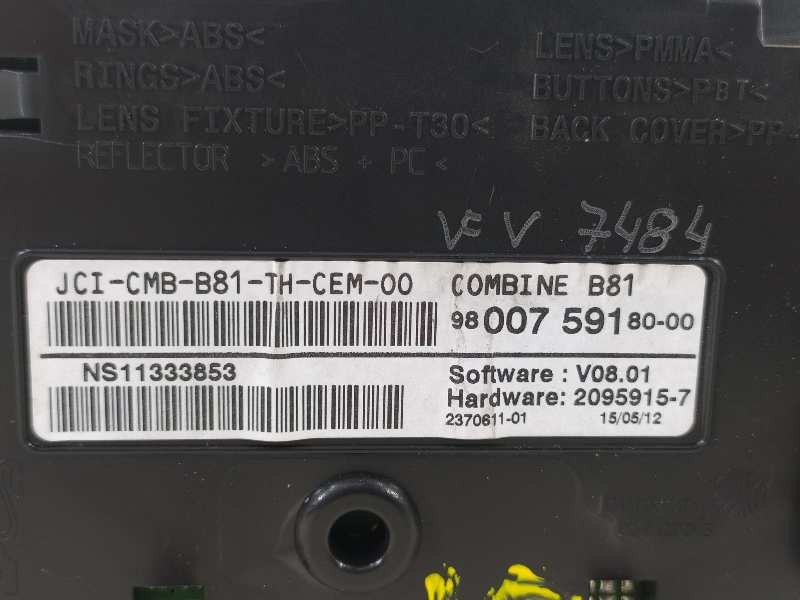 MASK>ABS<
RINGS>ABS<
LENS FIXTURE>PP-T30<
REFLECTOR >ABS + PC<
LENS>PMMA<
BUTTONS>PBT<
BACK COVER>PP-
7484
JCI-CMB-B81-TH-CEM-00
COMBINE B81
98 007 591 80-00
NS11333853
Software : V08.01
Hardware: 2095915-7
2370611-01 15/05/12